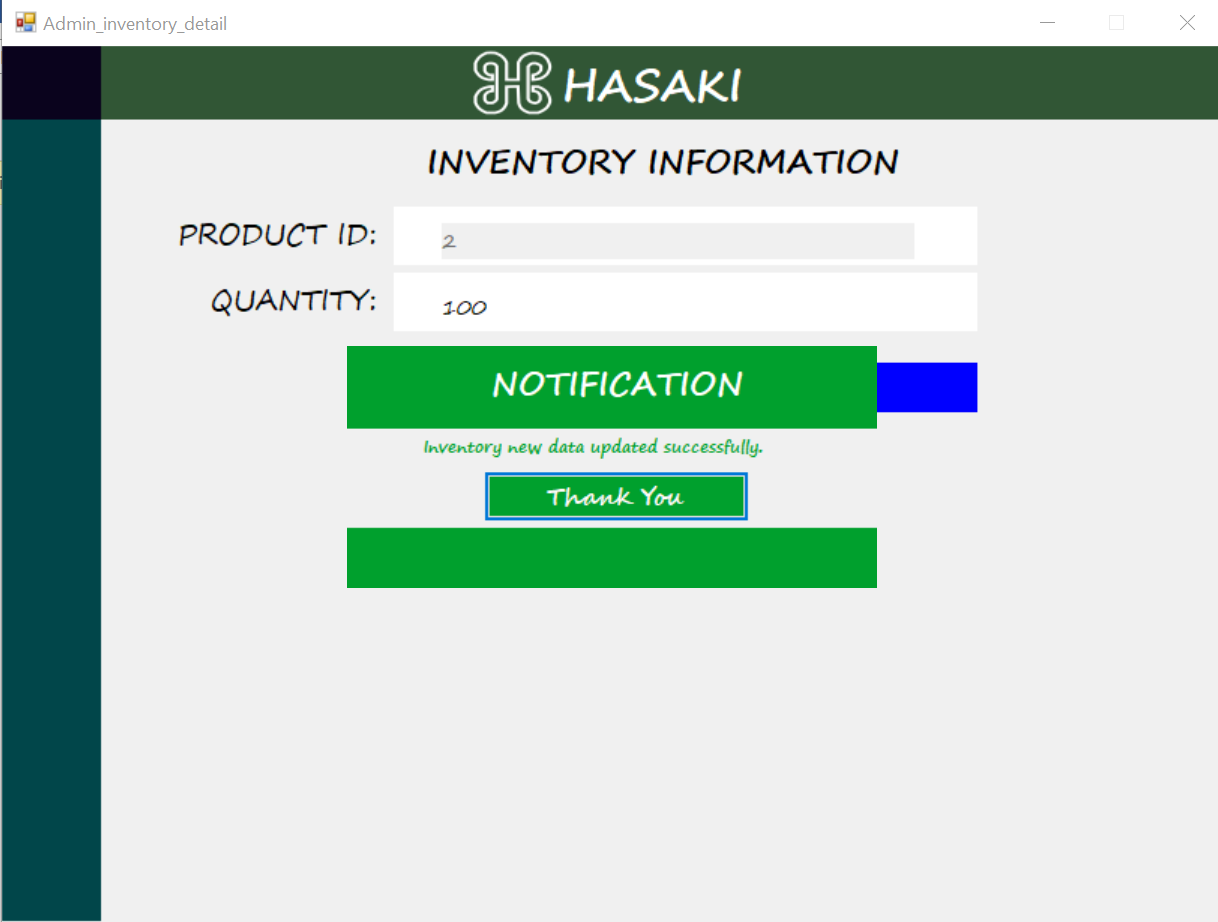 Admin_inventory_detail
HASAKI
INVENTORY INFORMATION
PRODUCT ID: 2
QUANTITY: 100
NOTIFICATION
Inventory new data updated successfully.
Thank You